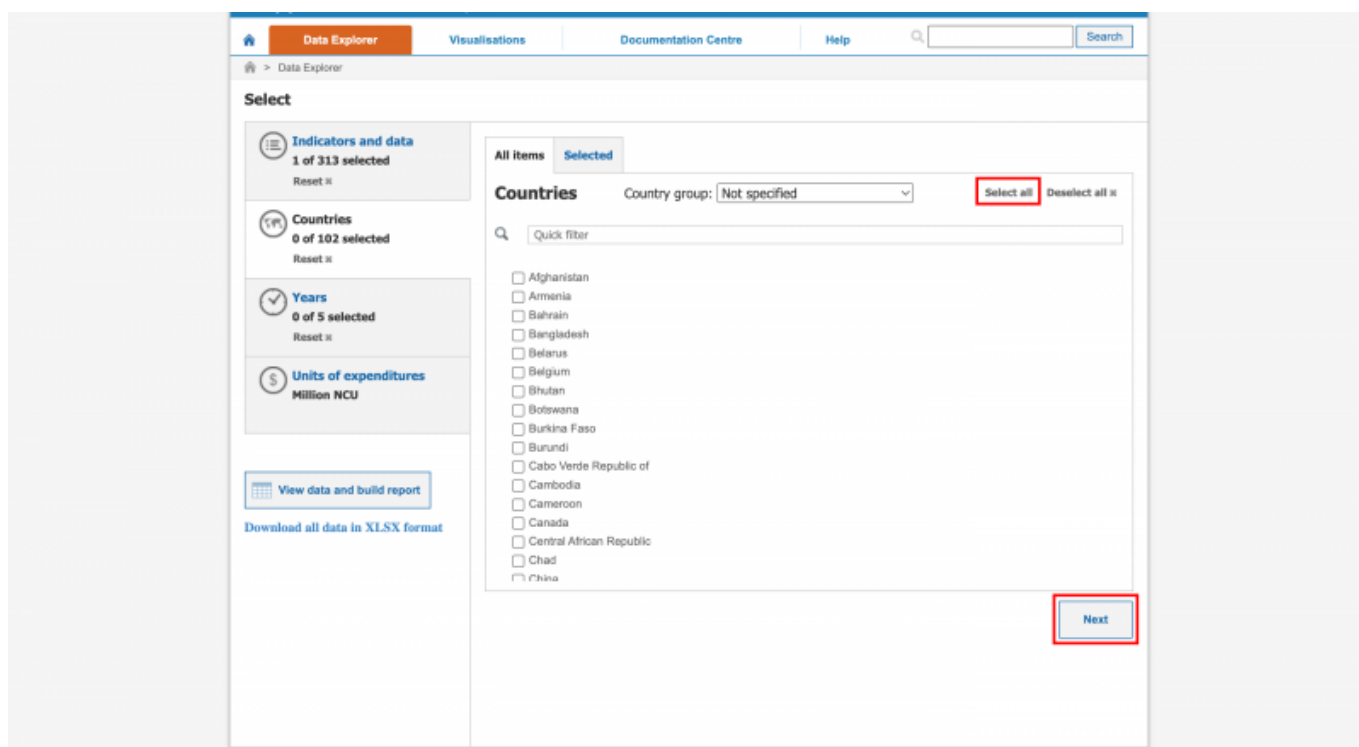 Data Explorer Visualisations Documentation Centre Help Search
> Data Explorer
Select
Indicators and data
1 of 313 selected
Reset
Countries
0 of 102 selected
Reset
Years
0 of 5 selected
Reset
Units of expenditures
Million NCU
View data and build report
Download all data in XLSX format
All items Selected
Countries Country group: Not specified Select all Deselect all
Quick filter
Afghanistan
Armenia
Bahrain
Bangladesh
Belarus
Belgium
Bhutan
Botswana
Burkina Faso
Burundi
Cabo Verde Republic of
Cambodia
Cameroon
Canada
Central African Republic
Chad
China
Next